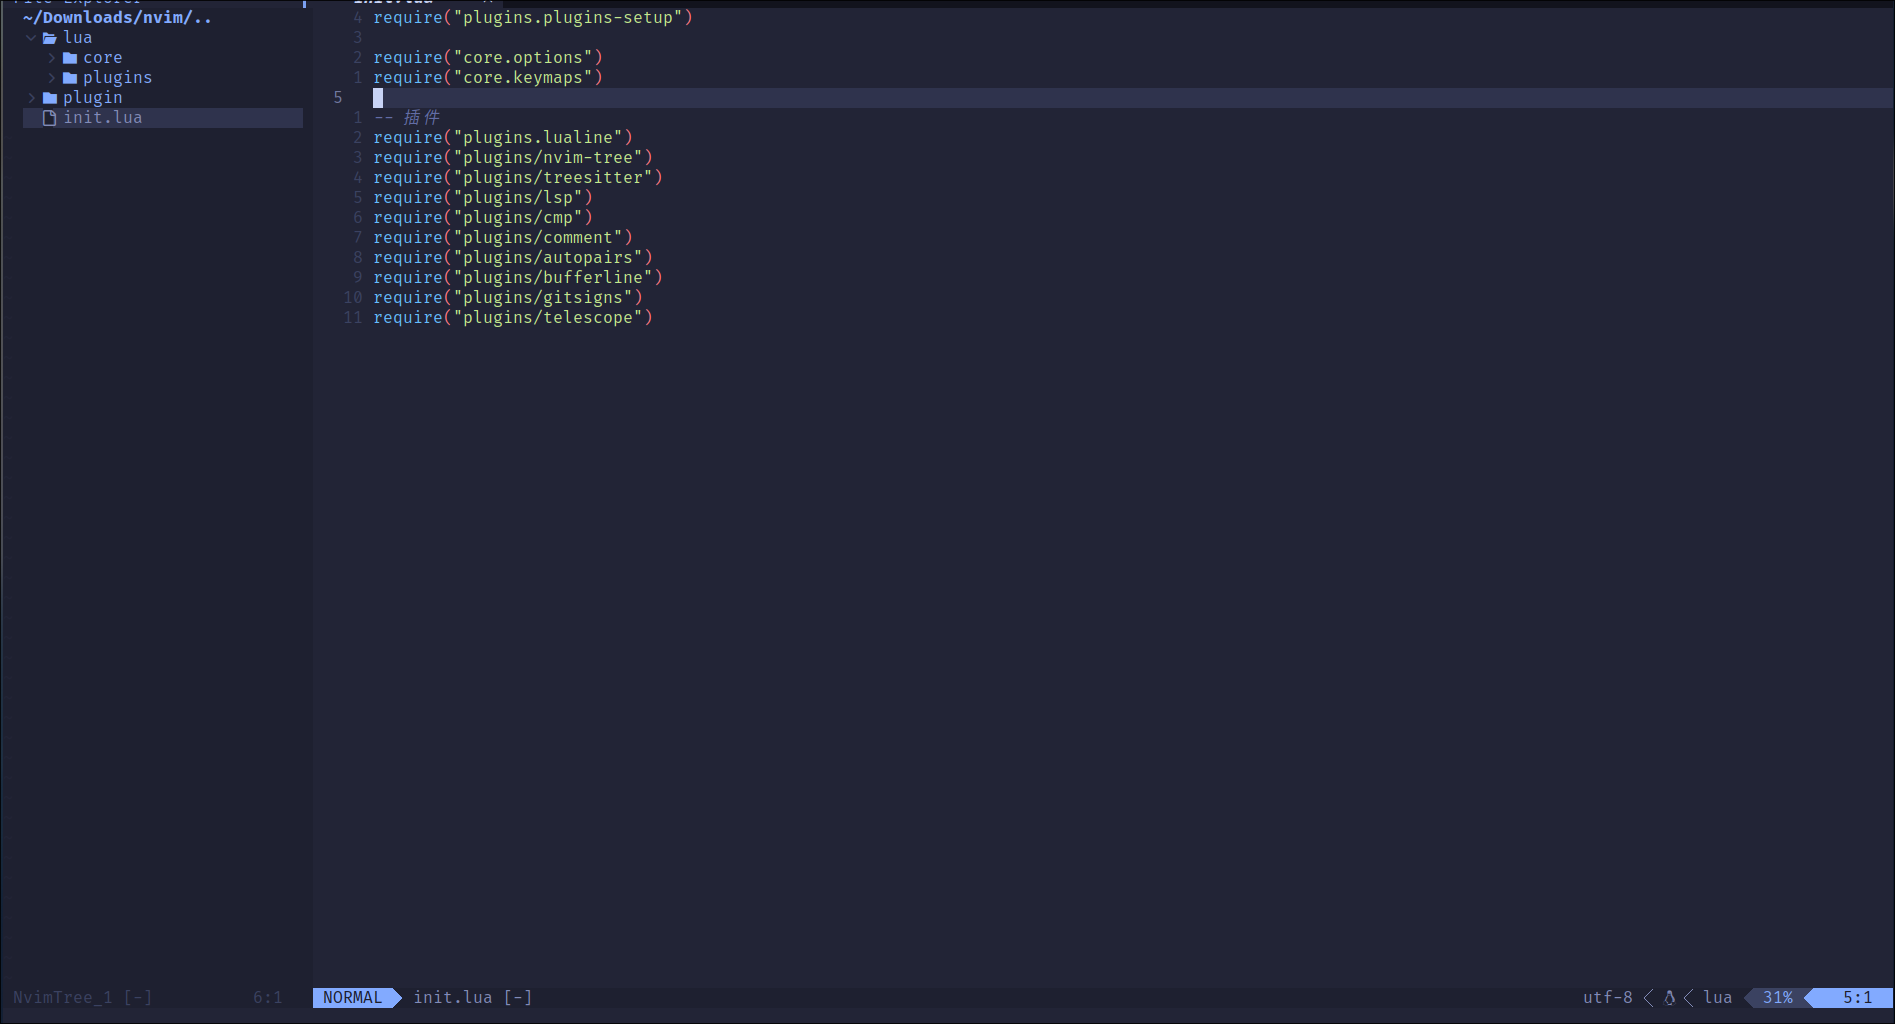 File Explorer
~/Downloads/nvim/..
lua
core
plugins
plugin
init.lua
init.lua
4 require("plugins.plugins-setup")
3
2 require("core.options")
1 require("core.keymaps")
5
1 -- 插件
2 require("plugins.lualine")
3 require("plugins/nvim-tree")
4 require("plugins/treesitter")
5 require("plugins/lsp")
6 require("plugins/cmp")
7 require("plugins/comment")
8 require("plugins/autopairs")
9 require("plugins/bufferline")
10 require("plugins/gitsigns")
11 require("plugins/telescope")
NvimTree_1 [-] 6:1
NORMAL init.lua [-] utf-8 lua 31% 5:1